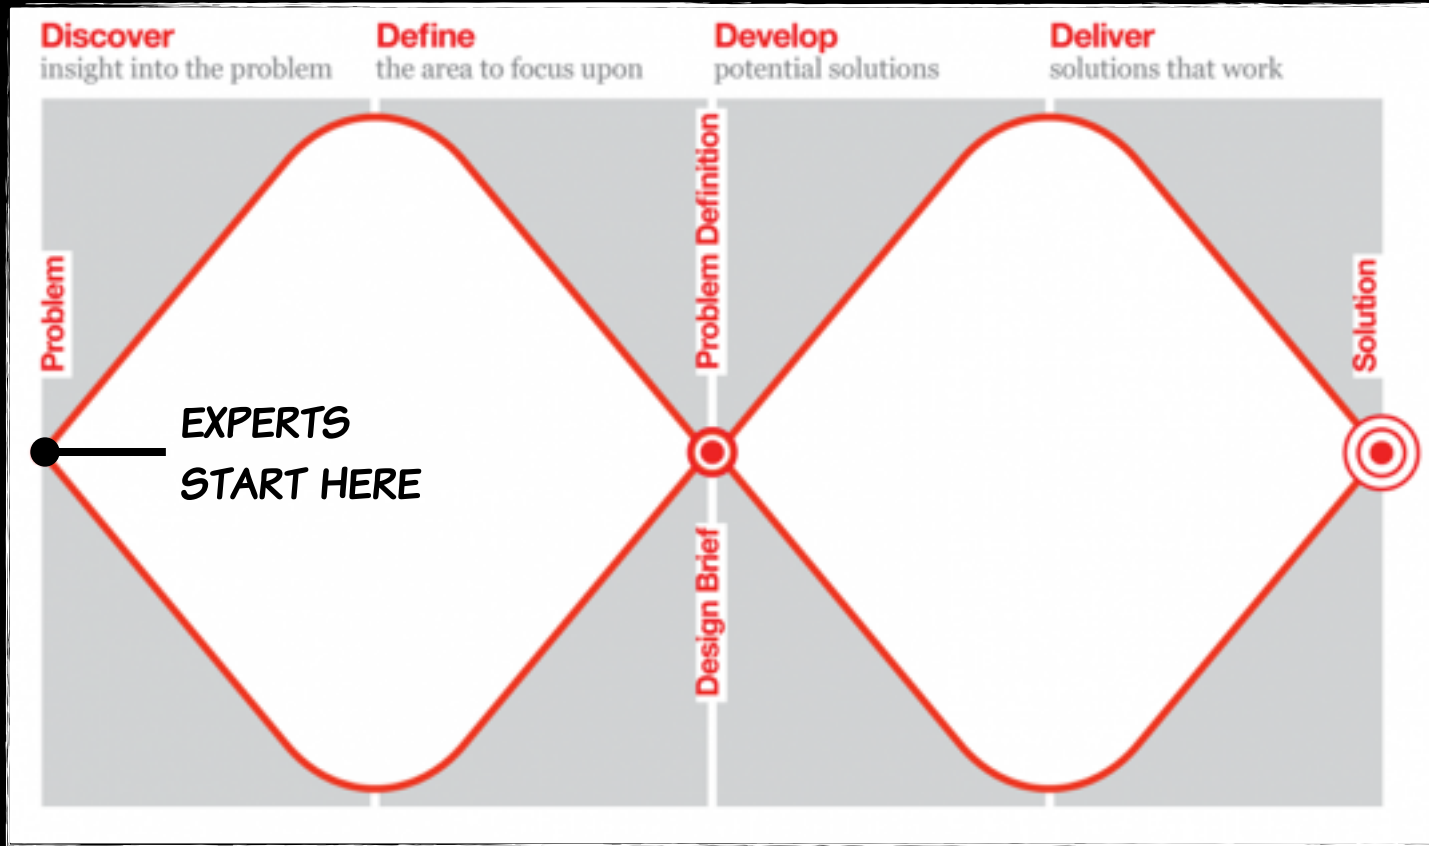 Discover
insight into the problem
Define
the area to focus upon
Develop
potential solutions
Deliver
solutions that work
Problem
EXPERTS
START HERE
Problem Definition
Design Brief
Solution